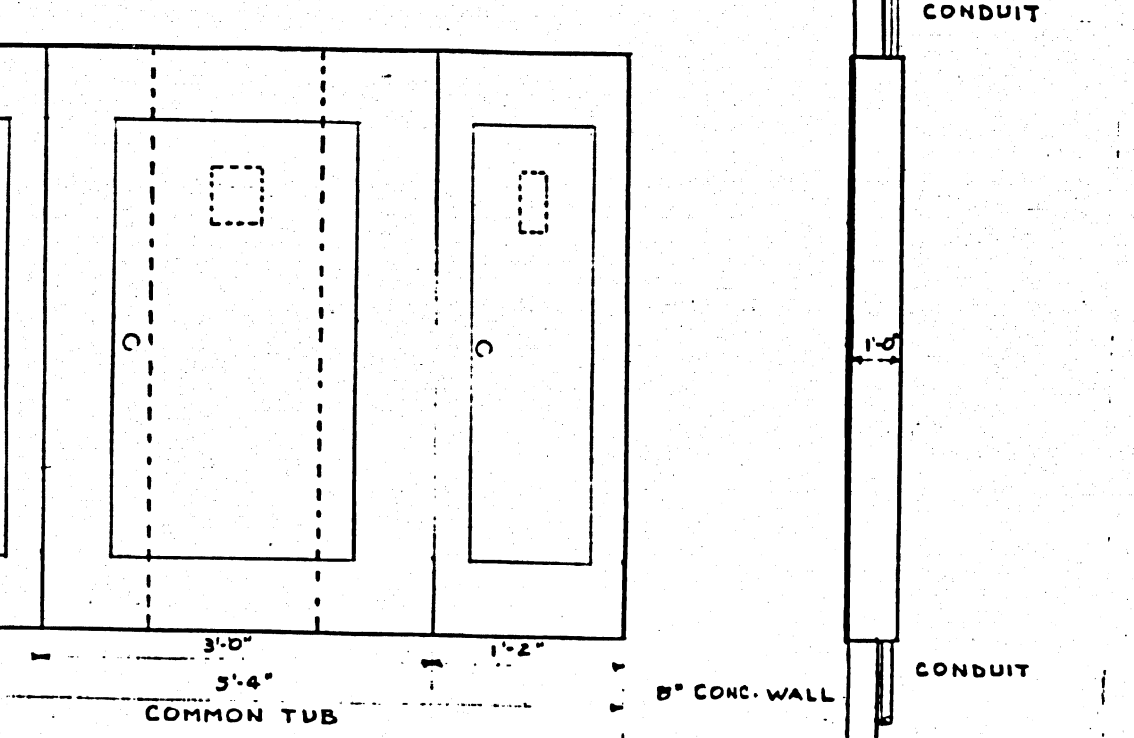 CONDUIT
1'-0"
3'-0"
1'-2"
5'-4"
COMMON TUB
8" CONC. WALL
CONDUIT